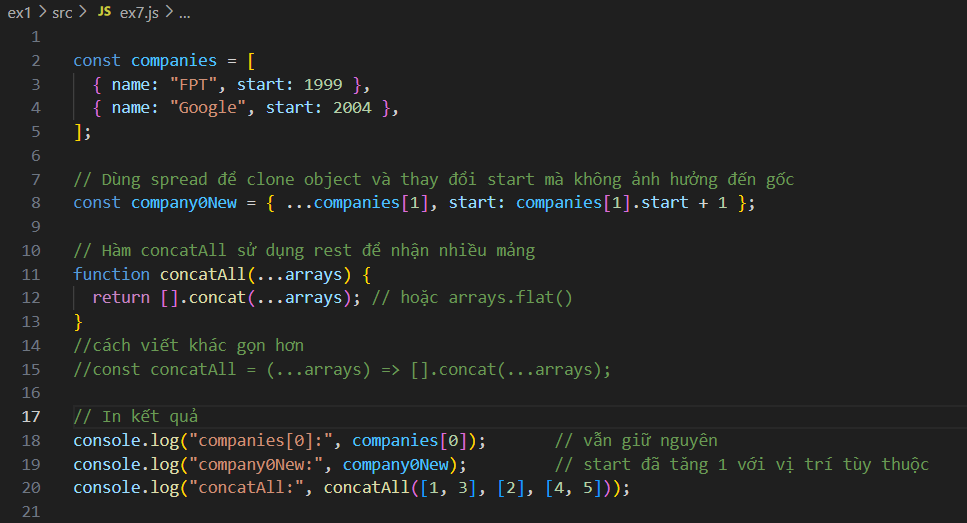 ex1 > src > JS ex7.js > ...
1
2 const companies = [
3 { name: "FPT", start: 1999 },
4 { name: "Google", start: 2004 },
5 ];
6
7 // Dùng spread để clone object và thay đổi start mà không ảnh hưởng đến gốc
8 const company0New = { ...companies[1], start: companies[1].start + 1 };
9
10 // Hàm concatAll sử dụng rest để nhận nhiều mảng
11 function concatAll(...arrays) {
12 return [].concat(...arrays); // hoặc arrays.flat()
13 }
14 //cách viết khác gọn hơn
15 //const concatAll = (...arrays) => [].concat(...arrays);
16
17 // In kết quả
18 console.log("companies[0]:", companies[0]); // vẫn giữ nguyên
19 console.log("company0New:", company0New); // start đã tăng 1 với vị trí tùy thuộc
20 console.log("concatAll:", concatAll([1, 3], [2], [4, 5]));
21